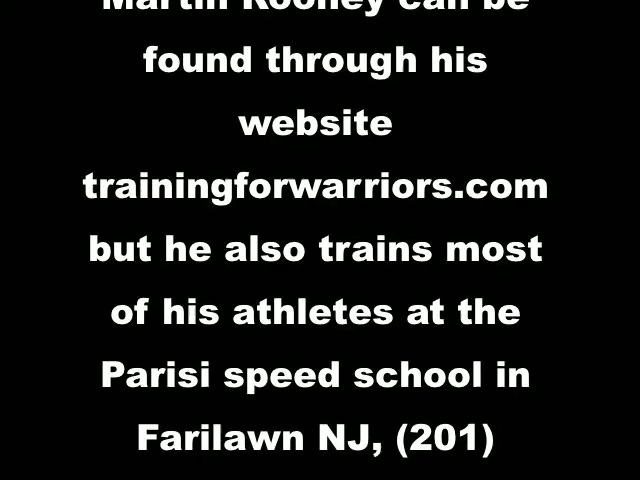 Martin Rooney can be
found through his
website
trainingforwarriors.com
but he also trains most
of his athletes at the
Parisi speed school in
Farilawn NJ, (201)